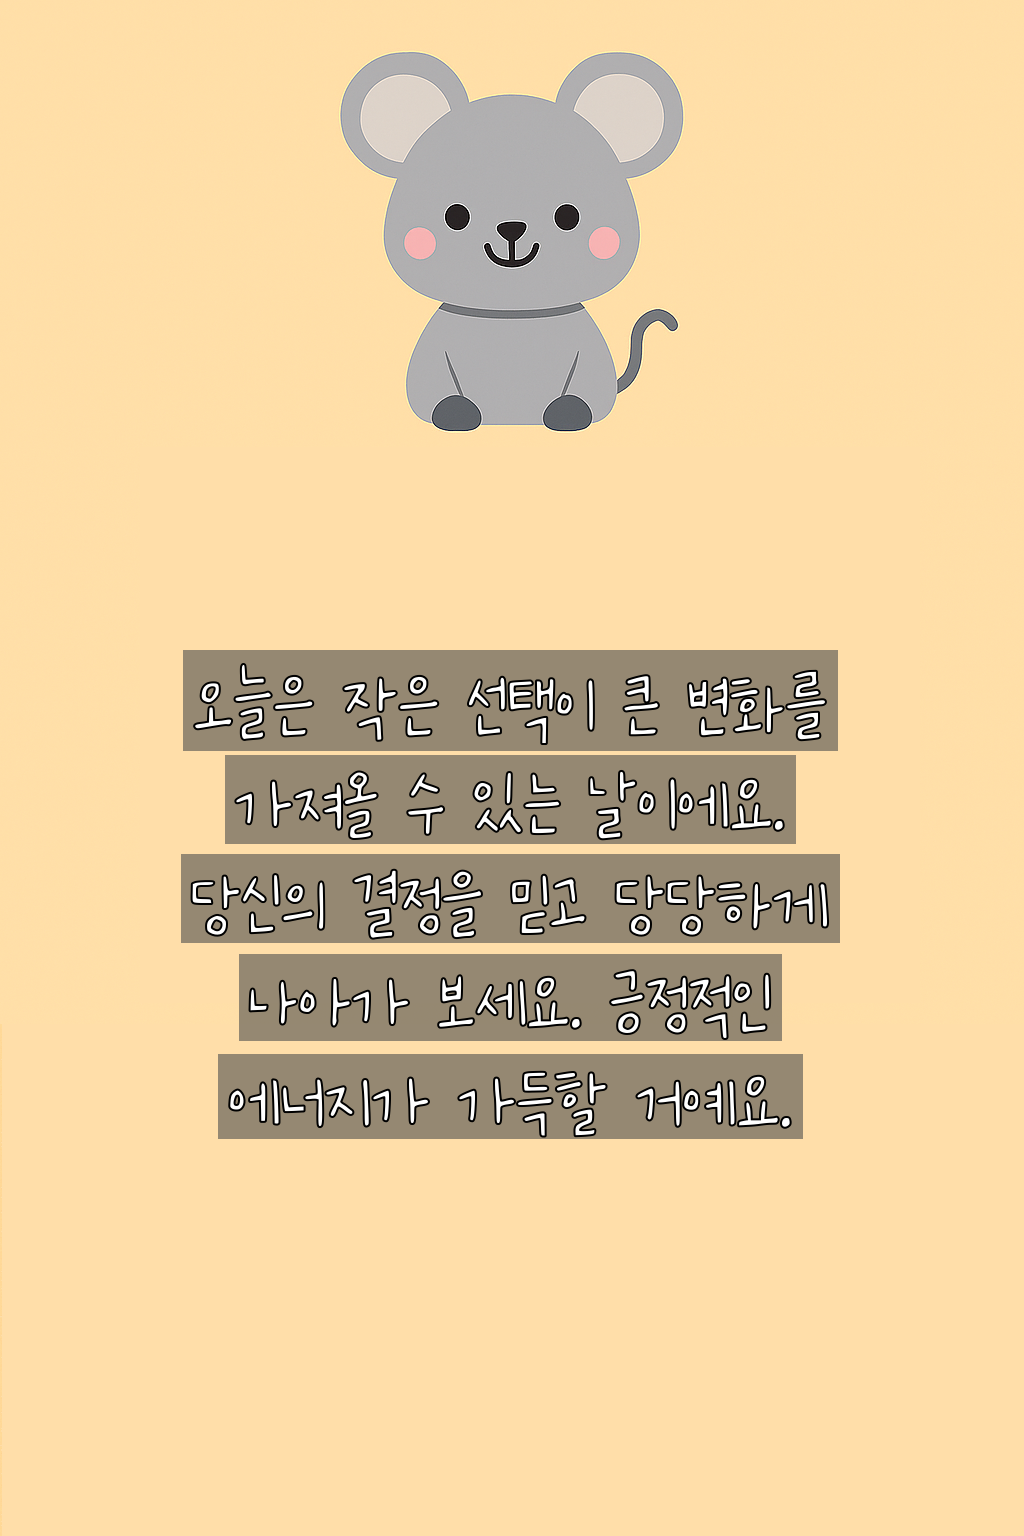 오늘은 작은 선택이 큰 변화를
가져올 수 있는 날이에요.
당신의 결정을 믿고 당당하게
나아가 보세요. 긍정적인
에너지가 가득할 거예요.